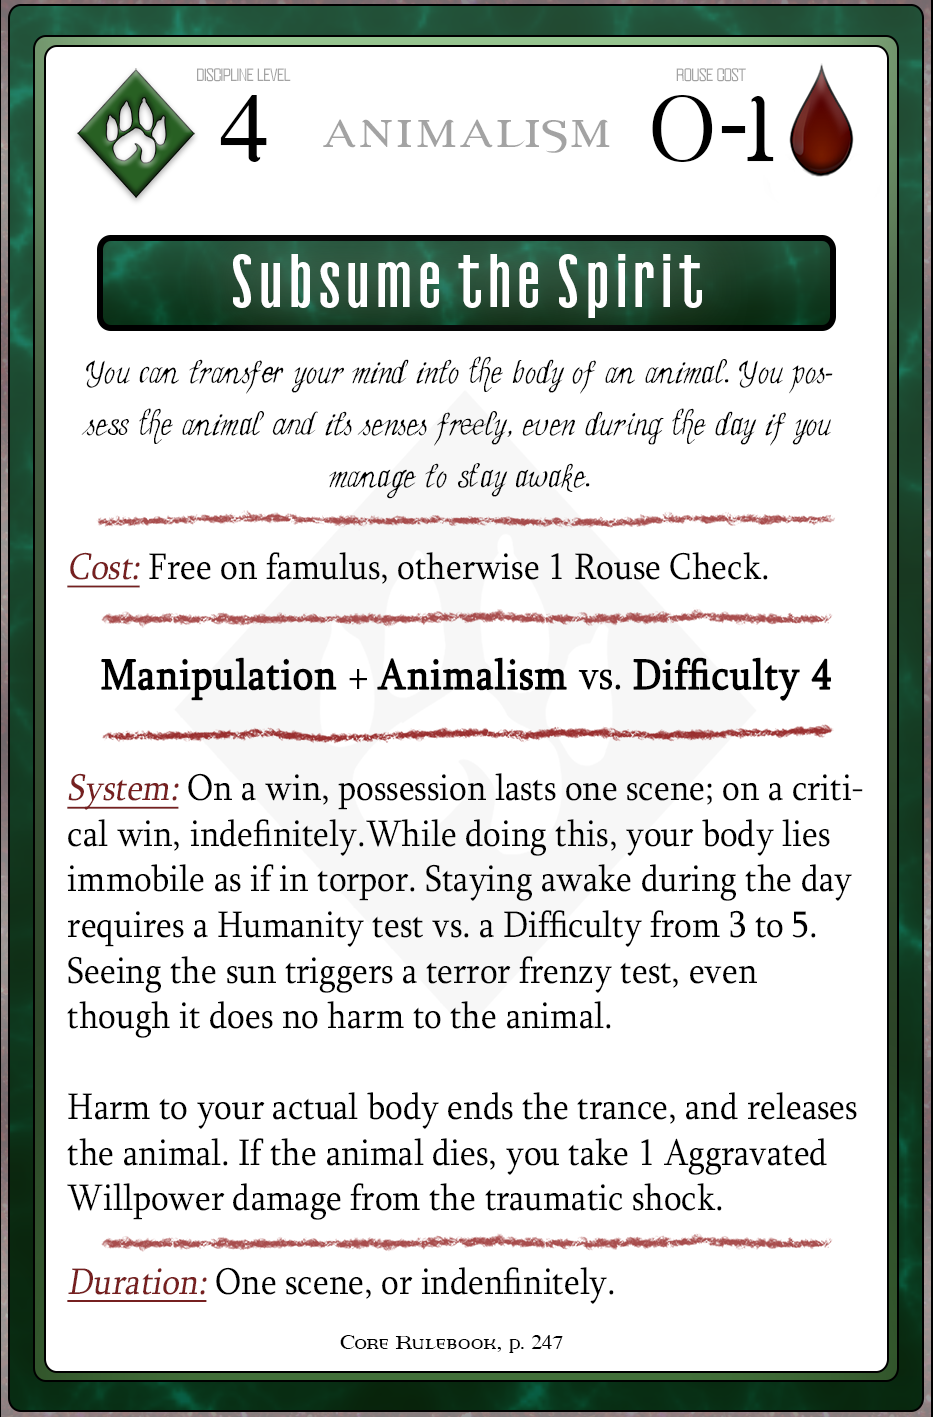 DISCIPLINE LEVEL
4
ANIMALISM
ROUSE COST
0-1
Subsume the Spirit
You can transfer your mind into the body of an animal. You pos-
sess the animal and its senses freely, even during the day if you
manage to stay awake.
Cost: Free on famulus, otherwise 1 Rouse Check.
Manipulation + Animalism vs. Difficulty 4
System: On a win, possession lasts one scene; on a criti-
cal win, indefinitely.While doing this, your body lies
immobile as if in torpor. Staying awake during the day
requires a Humanity test vs. a Difficulty from 3 to 5.
Seeing the sun triggers a terror frenzy test, even
though it does no harm to the animal.
Harm to your actual body ends the trance, and releases
the animal. If the animal dies, you take 1 Aggravated
Willpower damage from the traumatic shock.
Duration: One scene, or indenfinitely.
Core Rulebook, p. 247